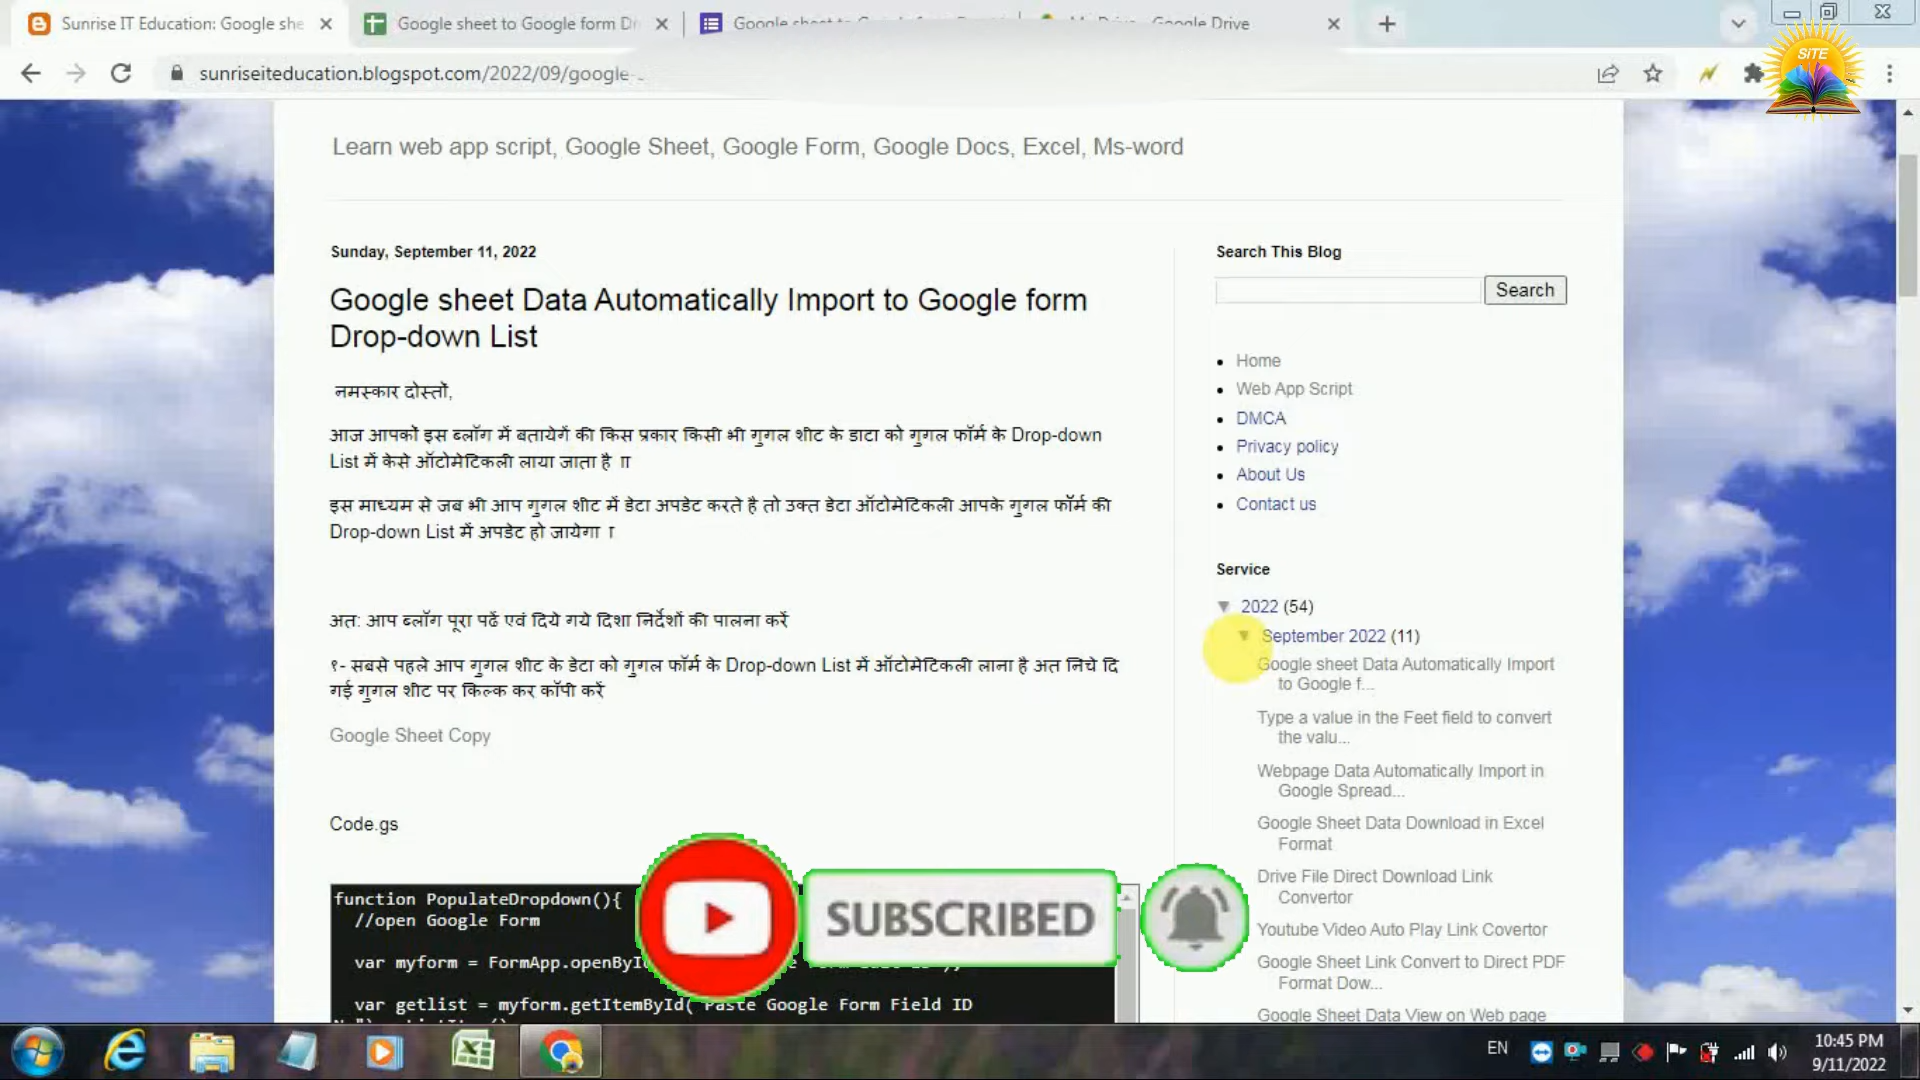 Sunrise IT Education: Google she
Google sheet to Google form Dr
Google Drive
sunriseiteducation.blogspot.com/2022/09/google-
SITE
Learn web app script, Google Sheet, Google Form, Google Docs, Excel, Ms-word
Sunday, September 11, 2022
Google sheet Data Automatically Import to Google form
Drop-down List
नमस्कार दोस्तों,
आज आपको इस ब्लॉग में बतायेगें की किस प्रकार किसी भी गुगल शीट के डाटा को गुगल फॉर्म के Drop-down
List में केसे ऑटोमेटिकली लाया जाता है ाा
इस माध्यम से जब भी आप गुगल शीट में डेटा अपडेट करते है तो उक्त डेटा ऑटोमेटिकली आपके गुगल फॉर्म की
Drop-down List में अपडेट हो जायेगा ा
अत: आप ब्लॉग पूरा पढें एवं दिये गये दिशा निर्देशों की पालना करें
१- सबसे पहले आप गुगल शीट के डेटा को गुगल फॉर्म के Drop-down List में ऑटोमेटिकली लाना है अत निचे दि
गई गुगल शीट पर किल्क कर कॉपी करें
Google Sheet Copy
Code.gs
function PopulateDropdown(){
//open Google Form
var myform = FormApp.openById
var getlist = myform.getItemById( Paste Google Form Field ID
SUBSCRIBED
Search This Blog
Search
Home
Web App Script
DMCA
Privacy policy
About Us
Contact us
Service
▼ 2022 (54)
▼ September 2022 (11)
Google sheet Data Automatically Import
to Google f...
Type a value in the Feet field to convert
the valu...
Webpage Data Automatically Import in
Google Spread...
Google Sheet Data Download in Excel
Format
Drive File Direct Download Link
Convertor
Youtube Video Auto Play Link Covertor
Google Sheet Link Convert to Direct PDF
Format Dow...
Google Sheet Data View on Web page
EN
10:45 PM
9/11/2022